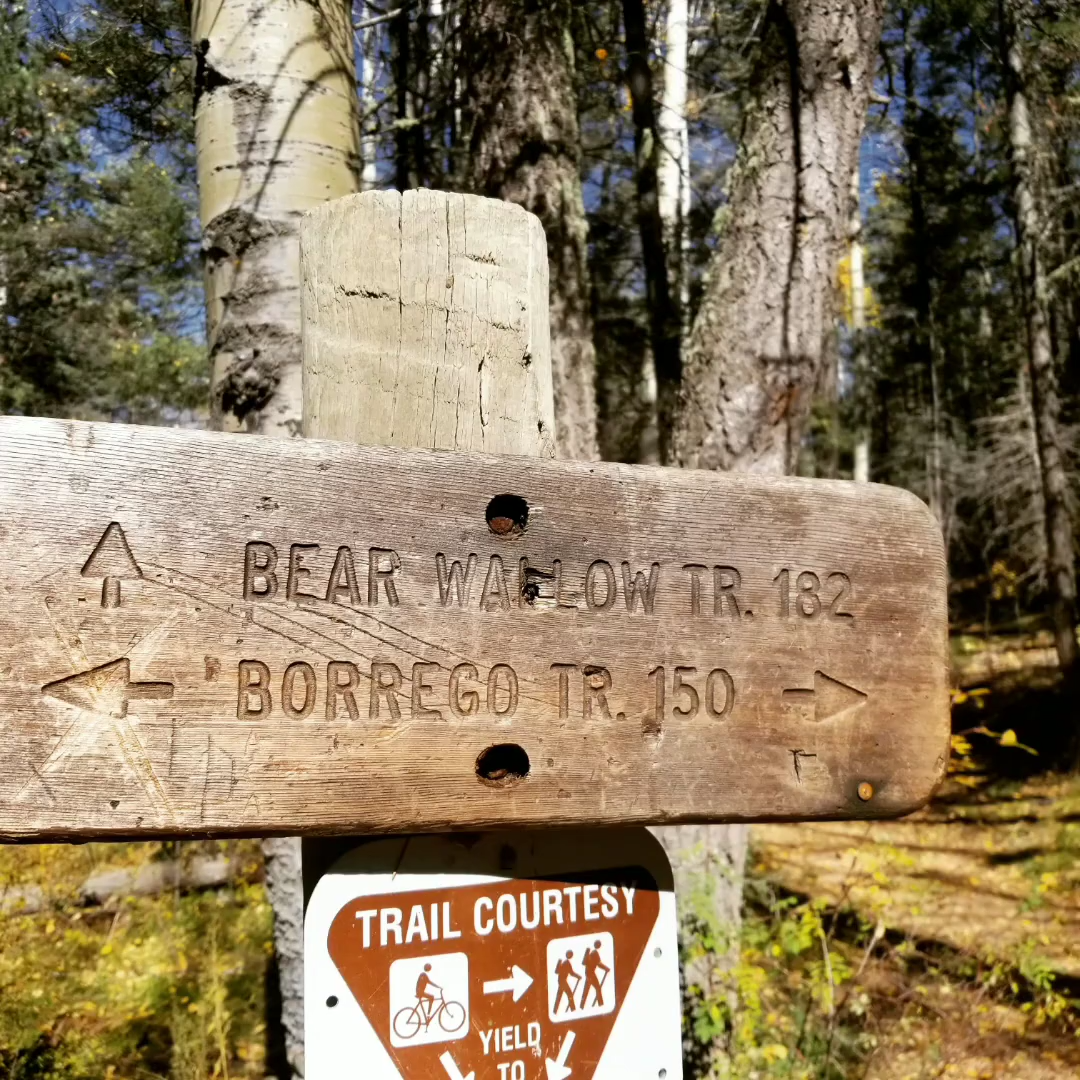 BEAR WALLOW TR. 182
BORREGO TR. 150
TRAIL COURTESY
YIELD
TO